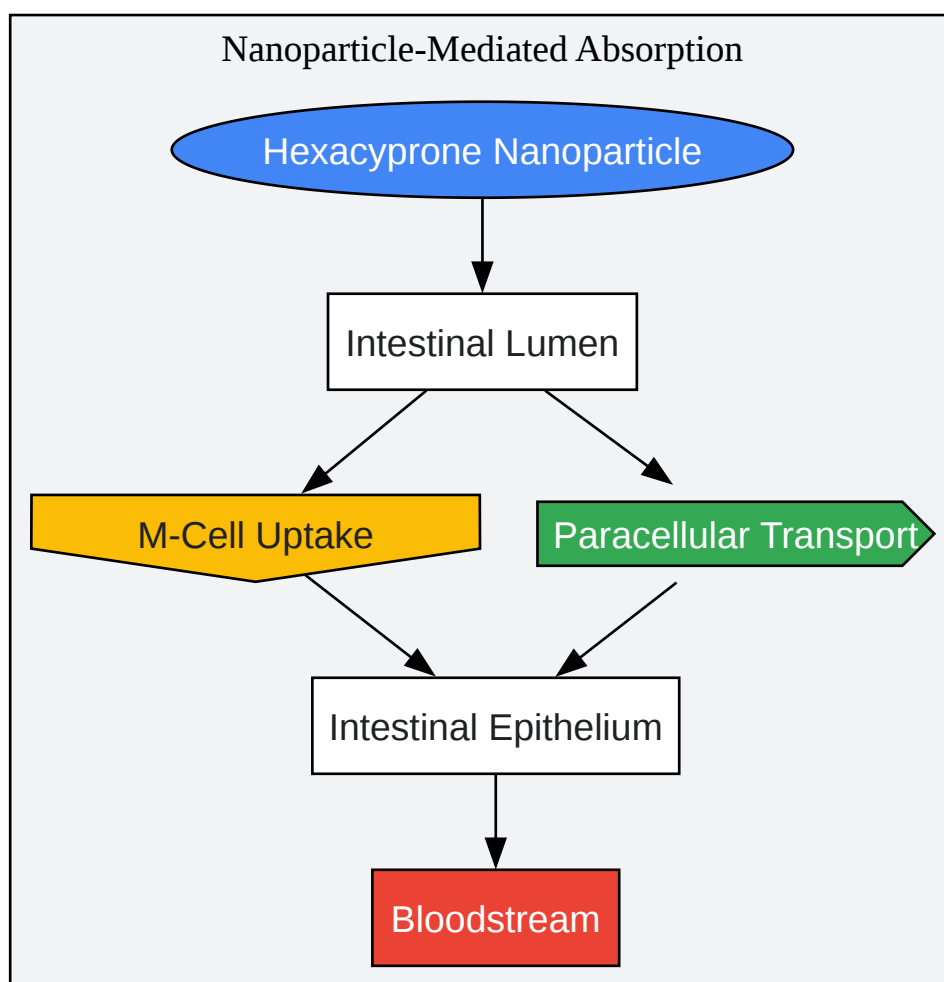 Nanoparticle-Mediated Absorption
Hexacyprone Nanoparticle
Intestinal Lumen
M-Cell Uptake
Paracellular Transport
Intestinal Epithelium
Bloodstream